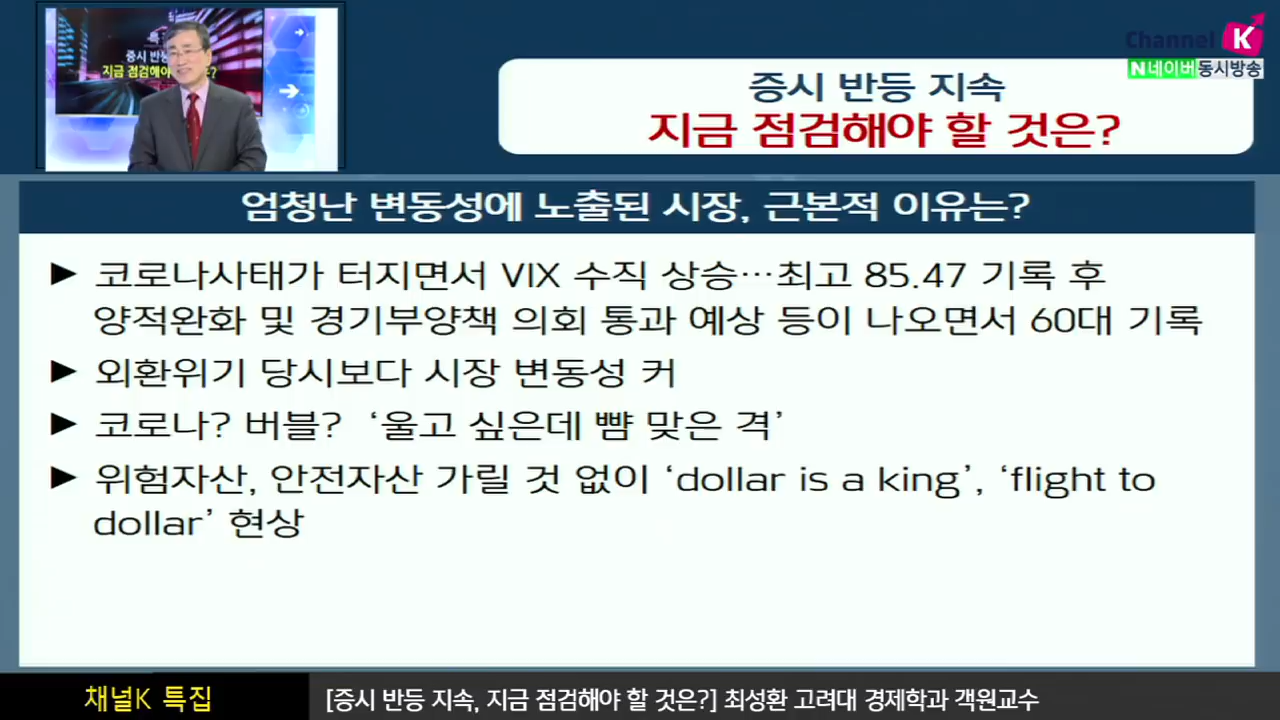 Channel K
N네이버 동시방송
증시 반등 지속
지금 점검해야 할 것은?
엄청난 변동성에 노출된 시장, 근본적 이유는?
▶ 코로나사태가 터지면서 VIX 수직 상승…최고 85.47 기록 후
양적완화 및 경기부양책 의회 통과 예상 등이 나오면서 60대 기록
▶ 외환위기 당시보다 시장 변동성 커
▶ 코로나? 버블? ‘울고 싶은데 뺨 맞은 격’
▶ 위험자산, 안전자산 가릴 것 없이 ‘dollar is a king’, ‘flight to
dollar’ 현상
채널K 특집 [증시 반등 지속, 지금 점검해야 할 것은?] 최성환 고려대 경제학과 객원교수